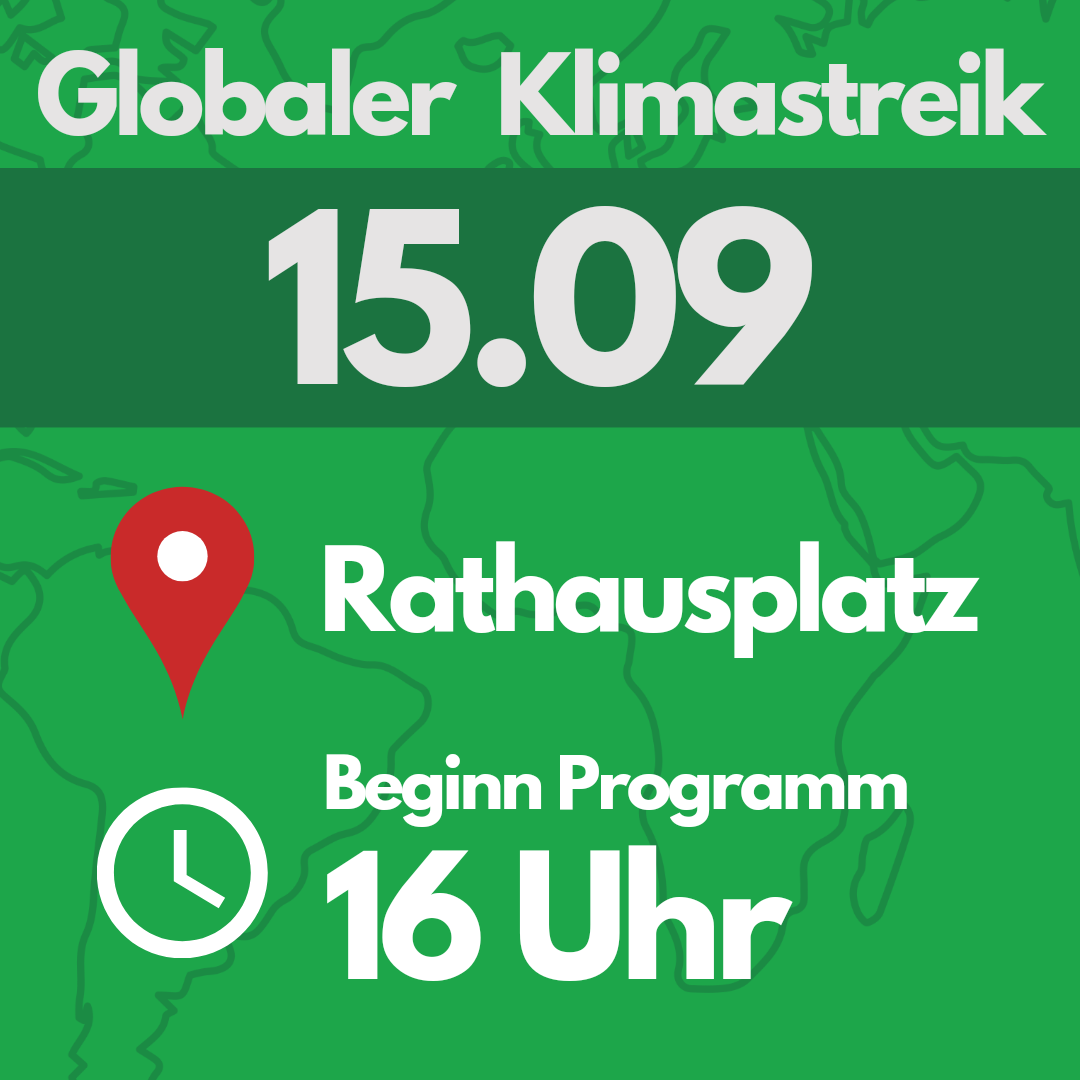 Globaler Klimastreik
15.09
Rathausplatz
Beginn Programm
16 Uhr